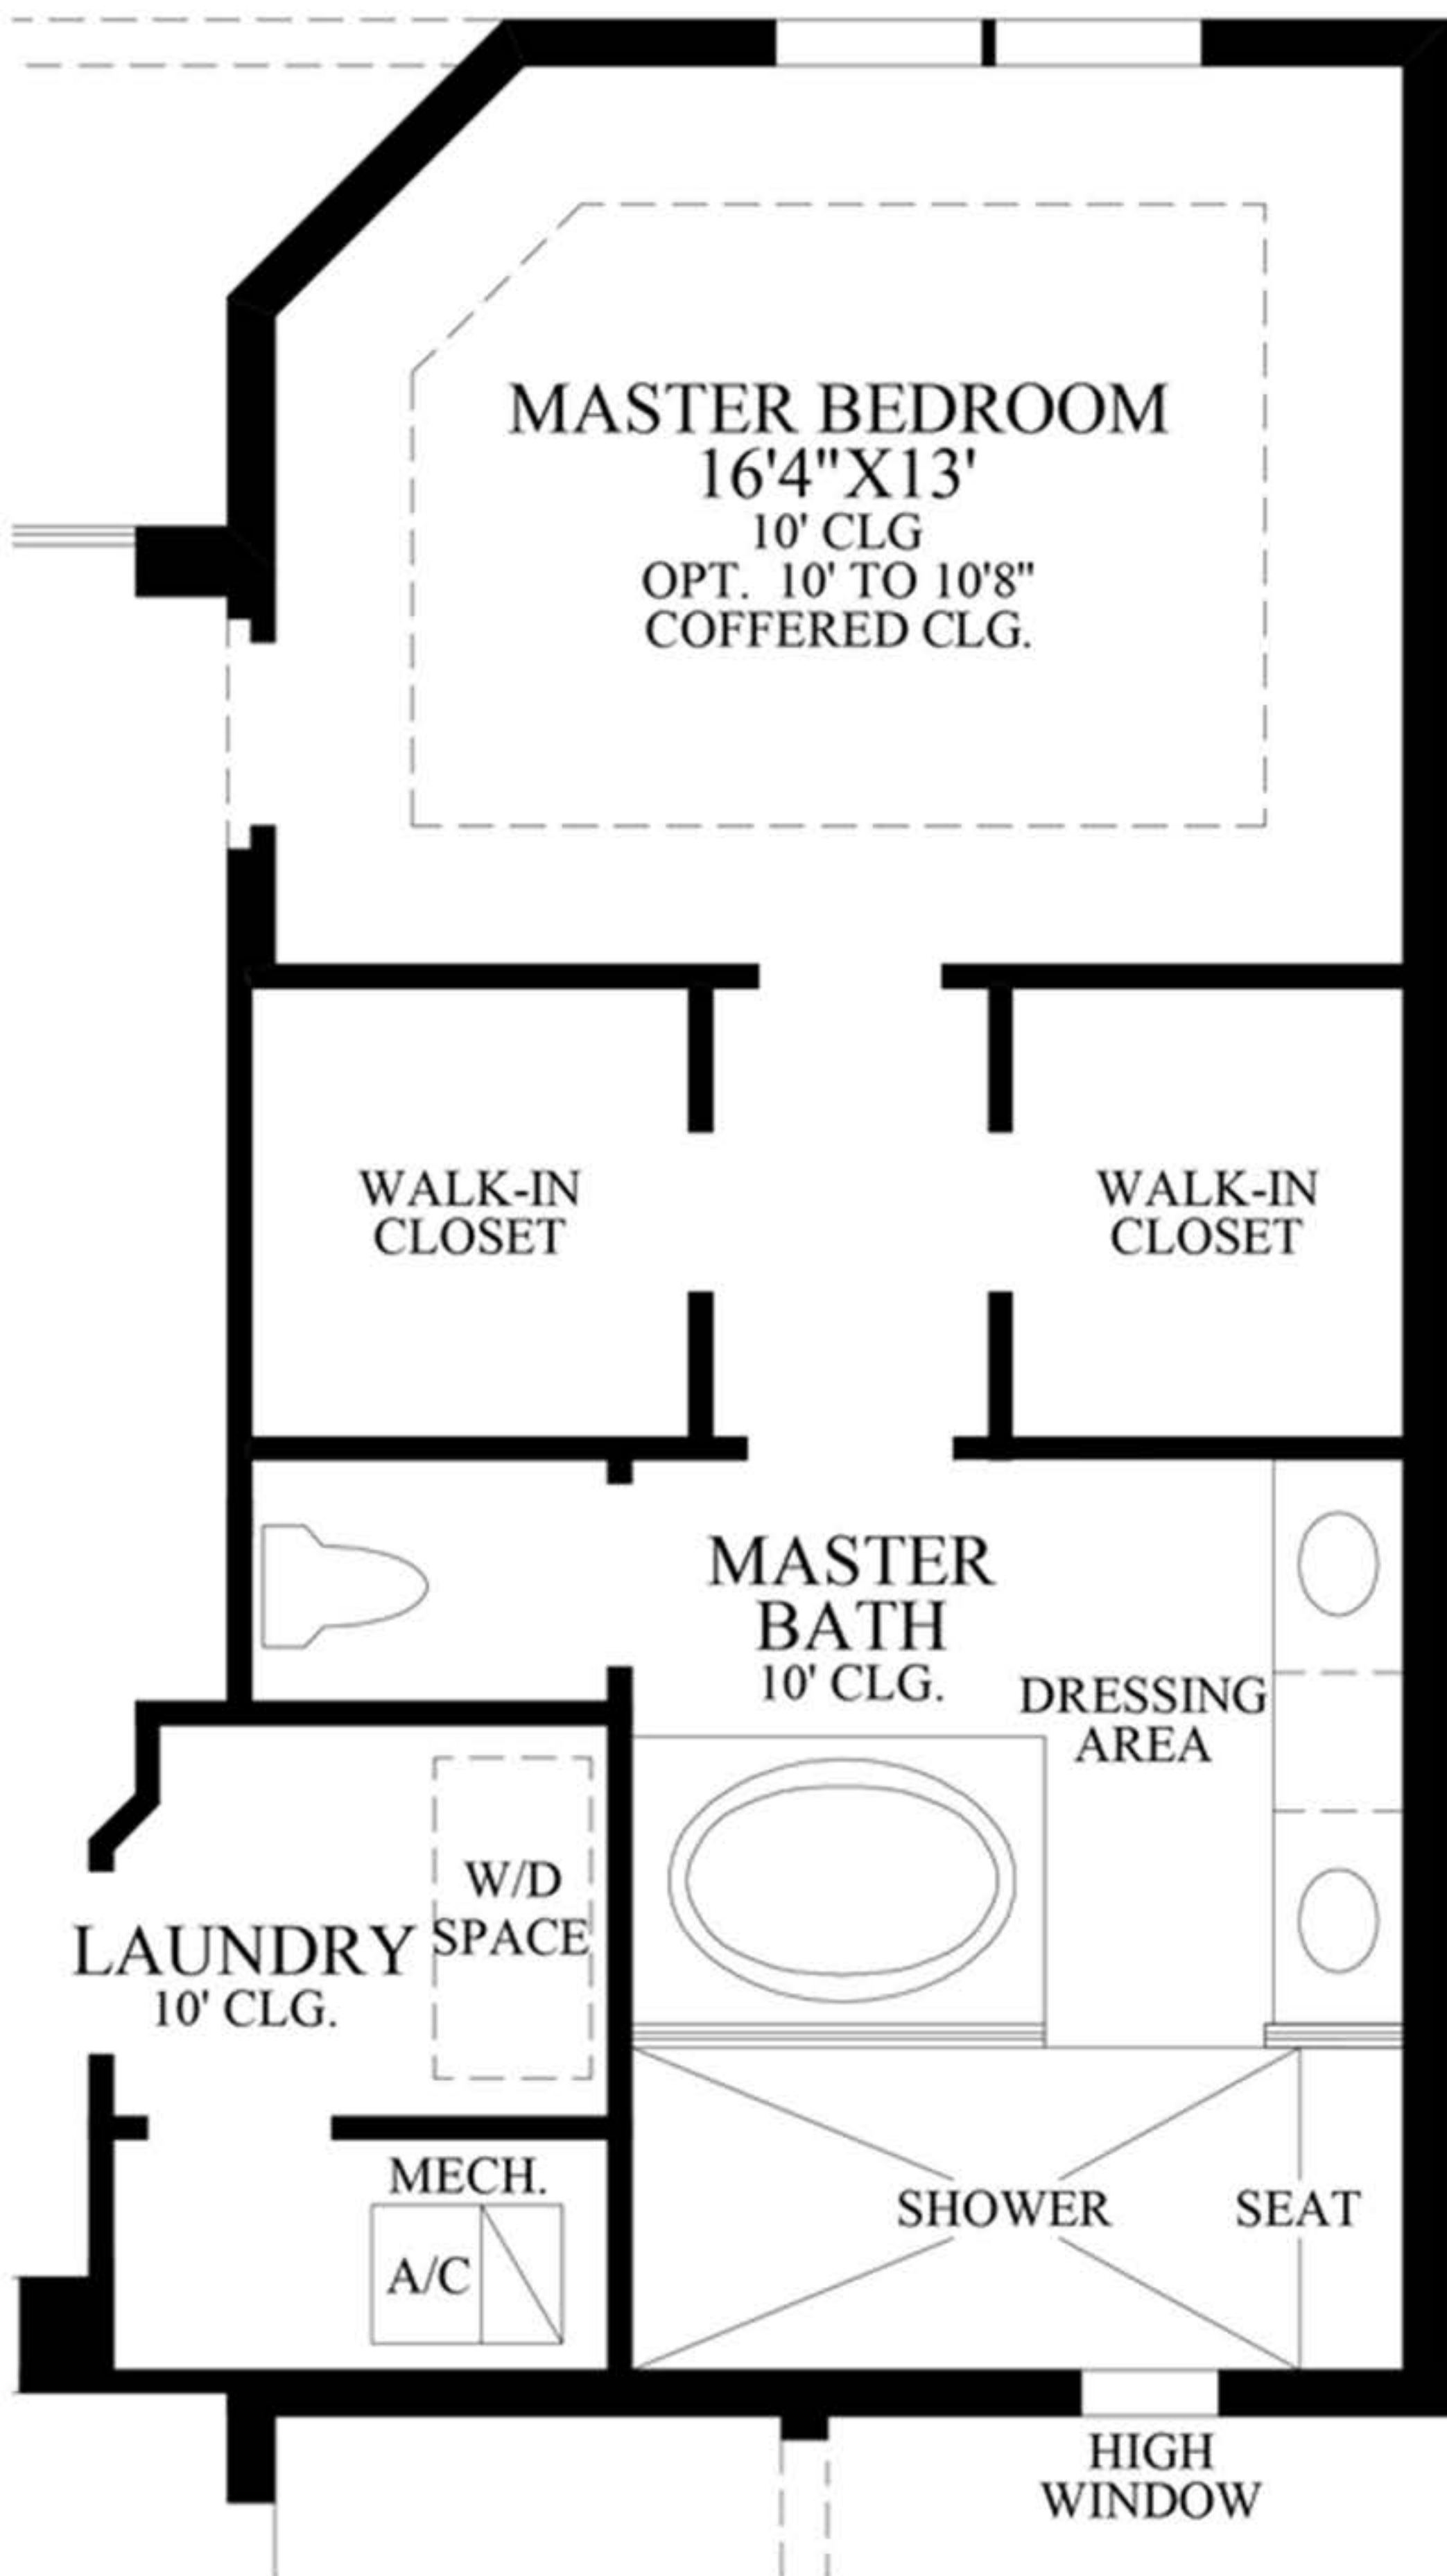 MASTER BEDROOM
16'4"X13'
10' CLG
OPT. 10' TO 10'8"
COFFERED CLG.
WALK-IN
CLOSET
WALK-IN
CLOSET
MASTER
BATH
10' CLG.
DRESSING
AREA
W/D
SPACE
LAUNDRY
10' CLG.
MECH.
A/C
SHOWER
SEAT
HIGH
WINDOW